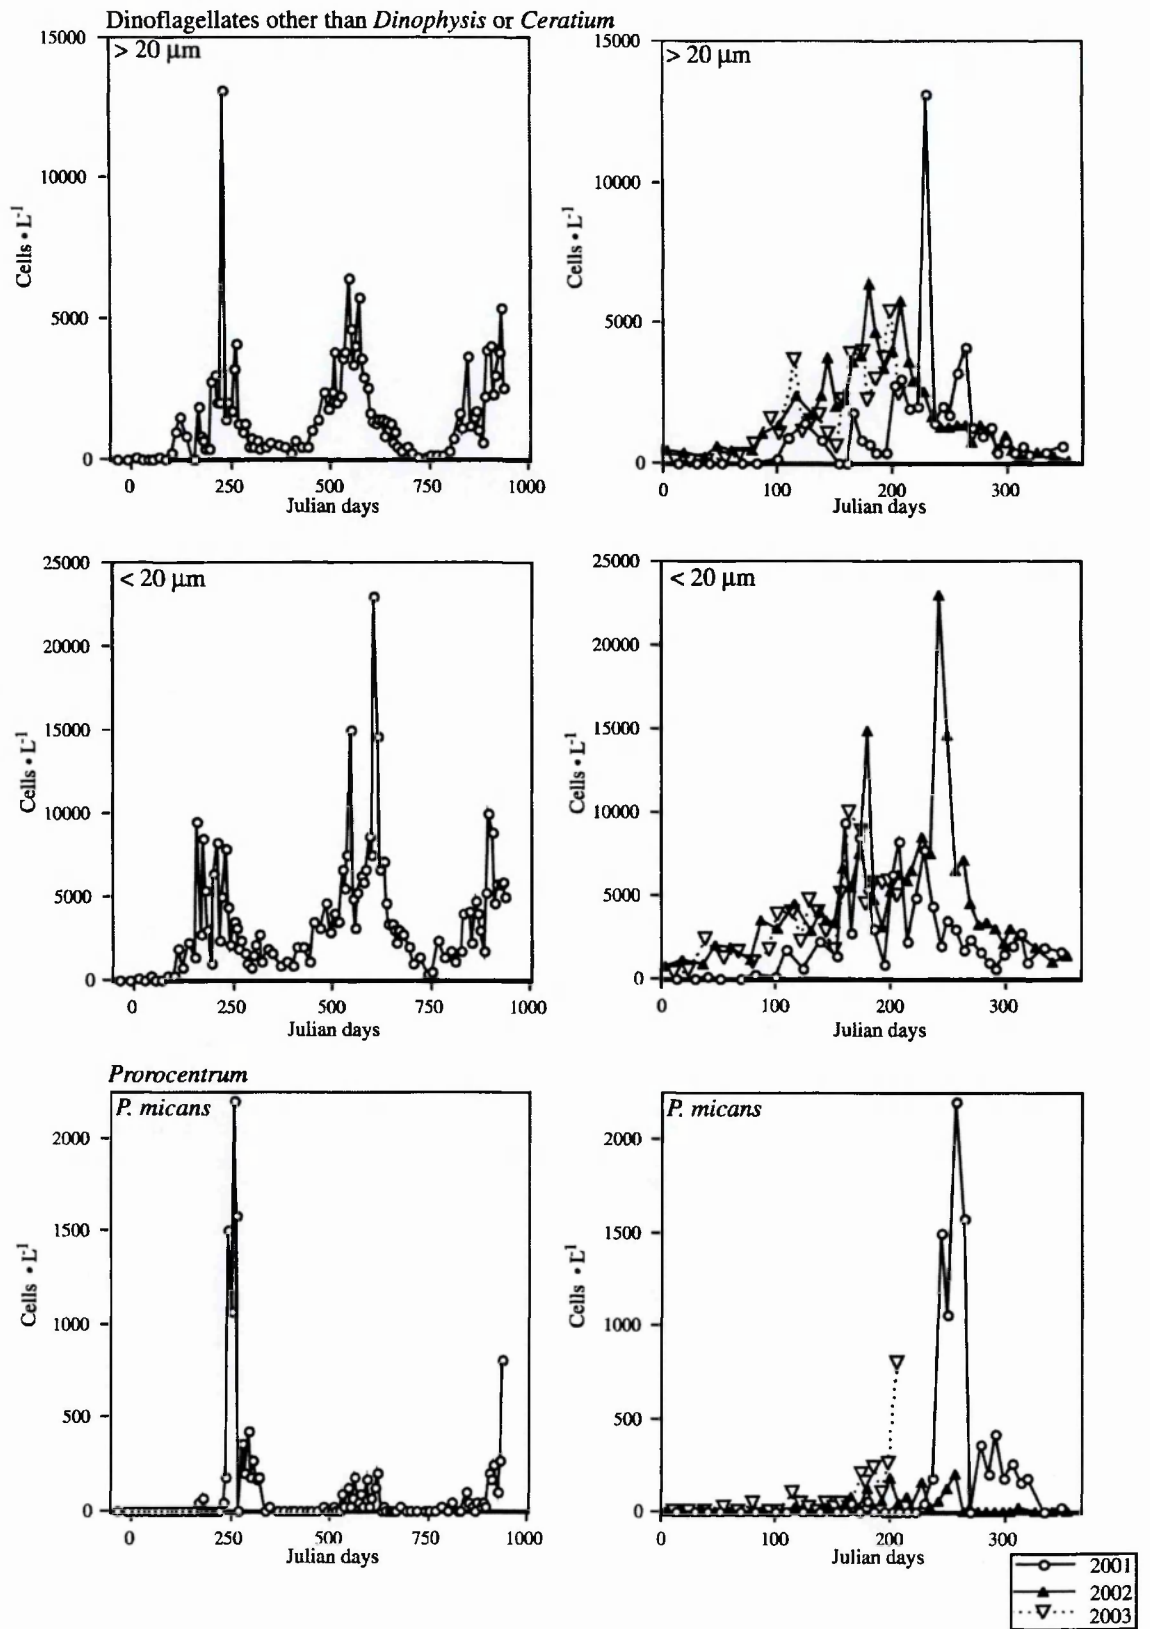 Dinoflagellates other than Dinophysis or Ceratium
> 20 μm
15000
10000
5000
0
Cells • L⁻¹
0 250 500 750 1000
Julian days
> 20 μm
15000
10000
5000
0
Cells • L⁻¹
0 100 200 300
Julian days
< 20 μm
25000
20000
15000
10000
5000
0
Cells • L⁻¹
0 250 500 750 1000
Julian days
< 20 μm
25000
20000
15000
10000
5000
0
Cells • L⁻¹
0 100 200 300
Julian days
Prorocentrum
P. micans
2000
1500
1000
500
0
Cells • L⁻¹
0 250 500 750 1000
Julian days
P. micans
2000
1500
1000
500
0
Cells • L⁻¹
0 100 200 300
Julian days
2001
2002
2003